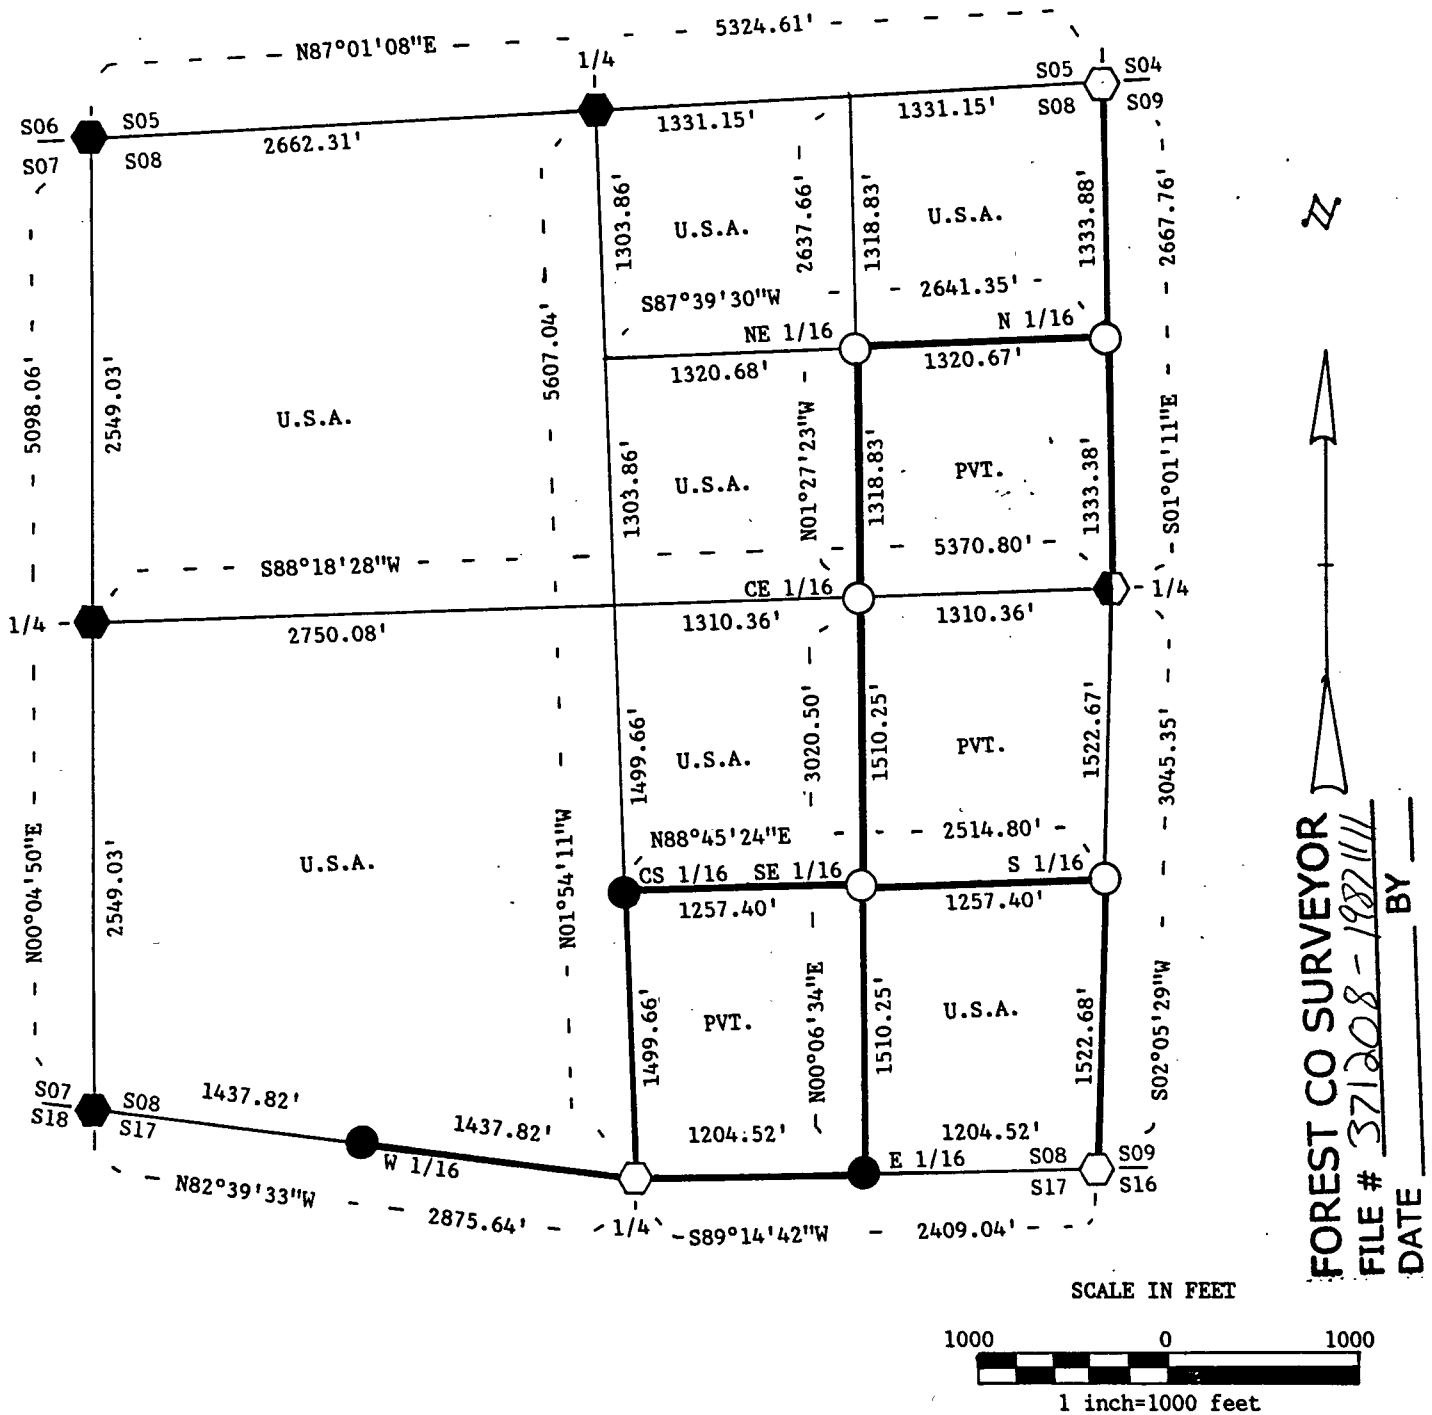 N87°01'08"E
5324.61'
1/4
S06
S05
S07
S08
2662.31'
1331.15'
1331.15'
S05
S04
S08
S09
1303.86'
U.S.A.
2637.66'
1318.83'
U.S.A.
1333.88'
2667.76'
N
S87°39'30"W
2641.35'
NE 1/16
N 1/16
1320.68'
1320.67'
5098.06'
2549.03'
U.S.A.
5607.04'
1303.86'
U.S.A.
N01°27'23"W
1318.83'
PVT.
1333.38'
S01°01'11"E
S88°18'28"W
5370.80'
CE 1/16
1/4
1/4
2750.08'
1310.36'
1310.36'
N00°04'50"E
2549.03'
U.S.A.
N01°54'11"W
1499.66'
U.S.A.
3020.50'
1510.25'
PVT.
1522.67'
3045.35'
N88°45'24"E
2514.80'
CS 1/16
SE 1/16
S 1/16
1257.40'
1257.40'
1499.66'
PVT.
N00°06'34"E
1510.25'
U.S.A.
1522.68'
S02°05'29"W
S07
S08
S18
S17
1437.82'
1437.82'
W 1/16
1204.52'
1204.52'
E 1/16
S08
S09
S17
S16
N82°39'33"W
2875.64'
1/4
S89°14'42"W
2409.04'
FOREST CO SURVEYOR
FILE # 371208-19871111
DATE BY
SCALE IN FEET
1000 0 1000
1 inch=1000 feet